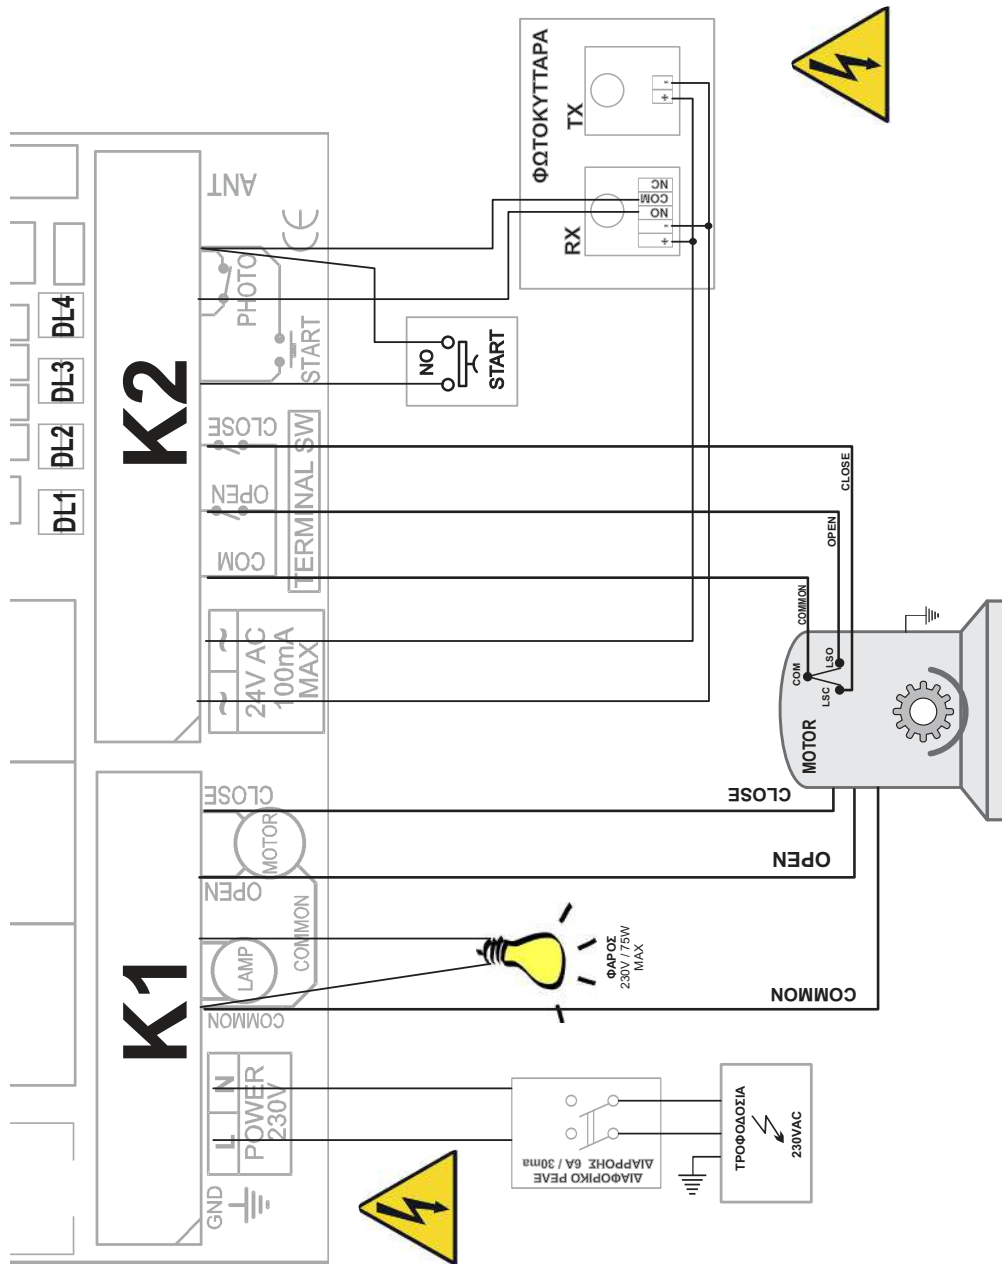 DL1
DL2
DL3
DL4
K1
K2
GND
L
N
POWER
230V
COMMON
LAMP
COMMON
OPEN
MOTOR
CLOSE
~
~
24V AC
100mA
MAX
COM
OPEN
CLOSE
TERMINAL SW
START
PHOTO
ANT
CE
NO
START
ΦΩΤΟΚΥΤΤΑΡΑ
RX
+
-
NO
COM
NC
TX
+
-
ΦΑΡΟΣ
230V / 75W
MAX
COMMON
OPEN
CLOSE
COMMON
OPEN
CLOSE
MOTOR
COM
LSC
LSO
ΔΙΑΦΟΡΙΚΟ ΡΕΛΕ
ΔΙΑΡΡΟΗΣ 6A / 30ma
ΤΡΟΦΟΔΟΣΙΑ
230VAC